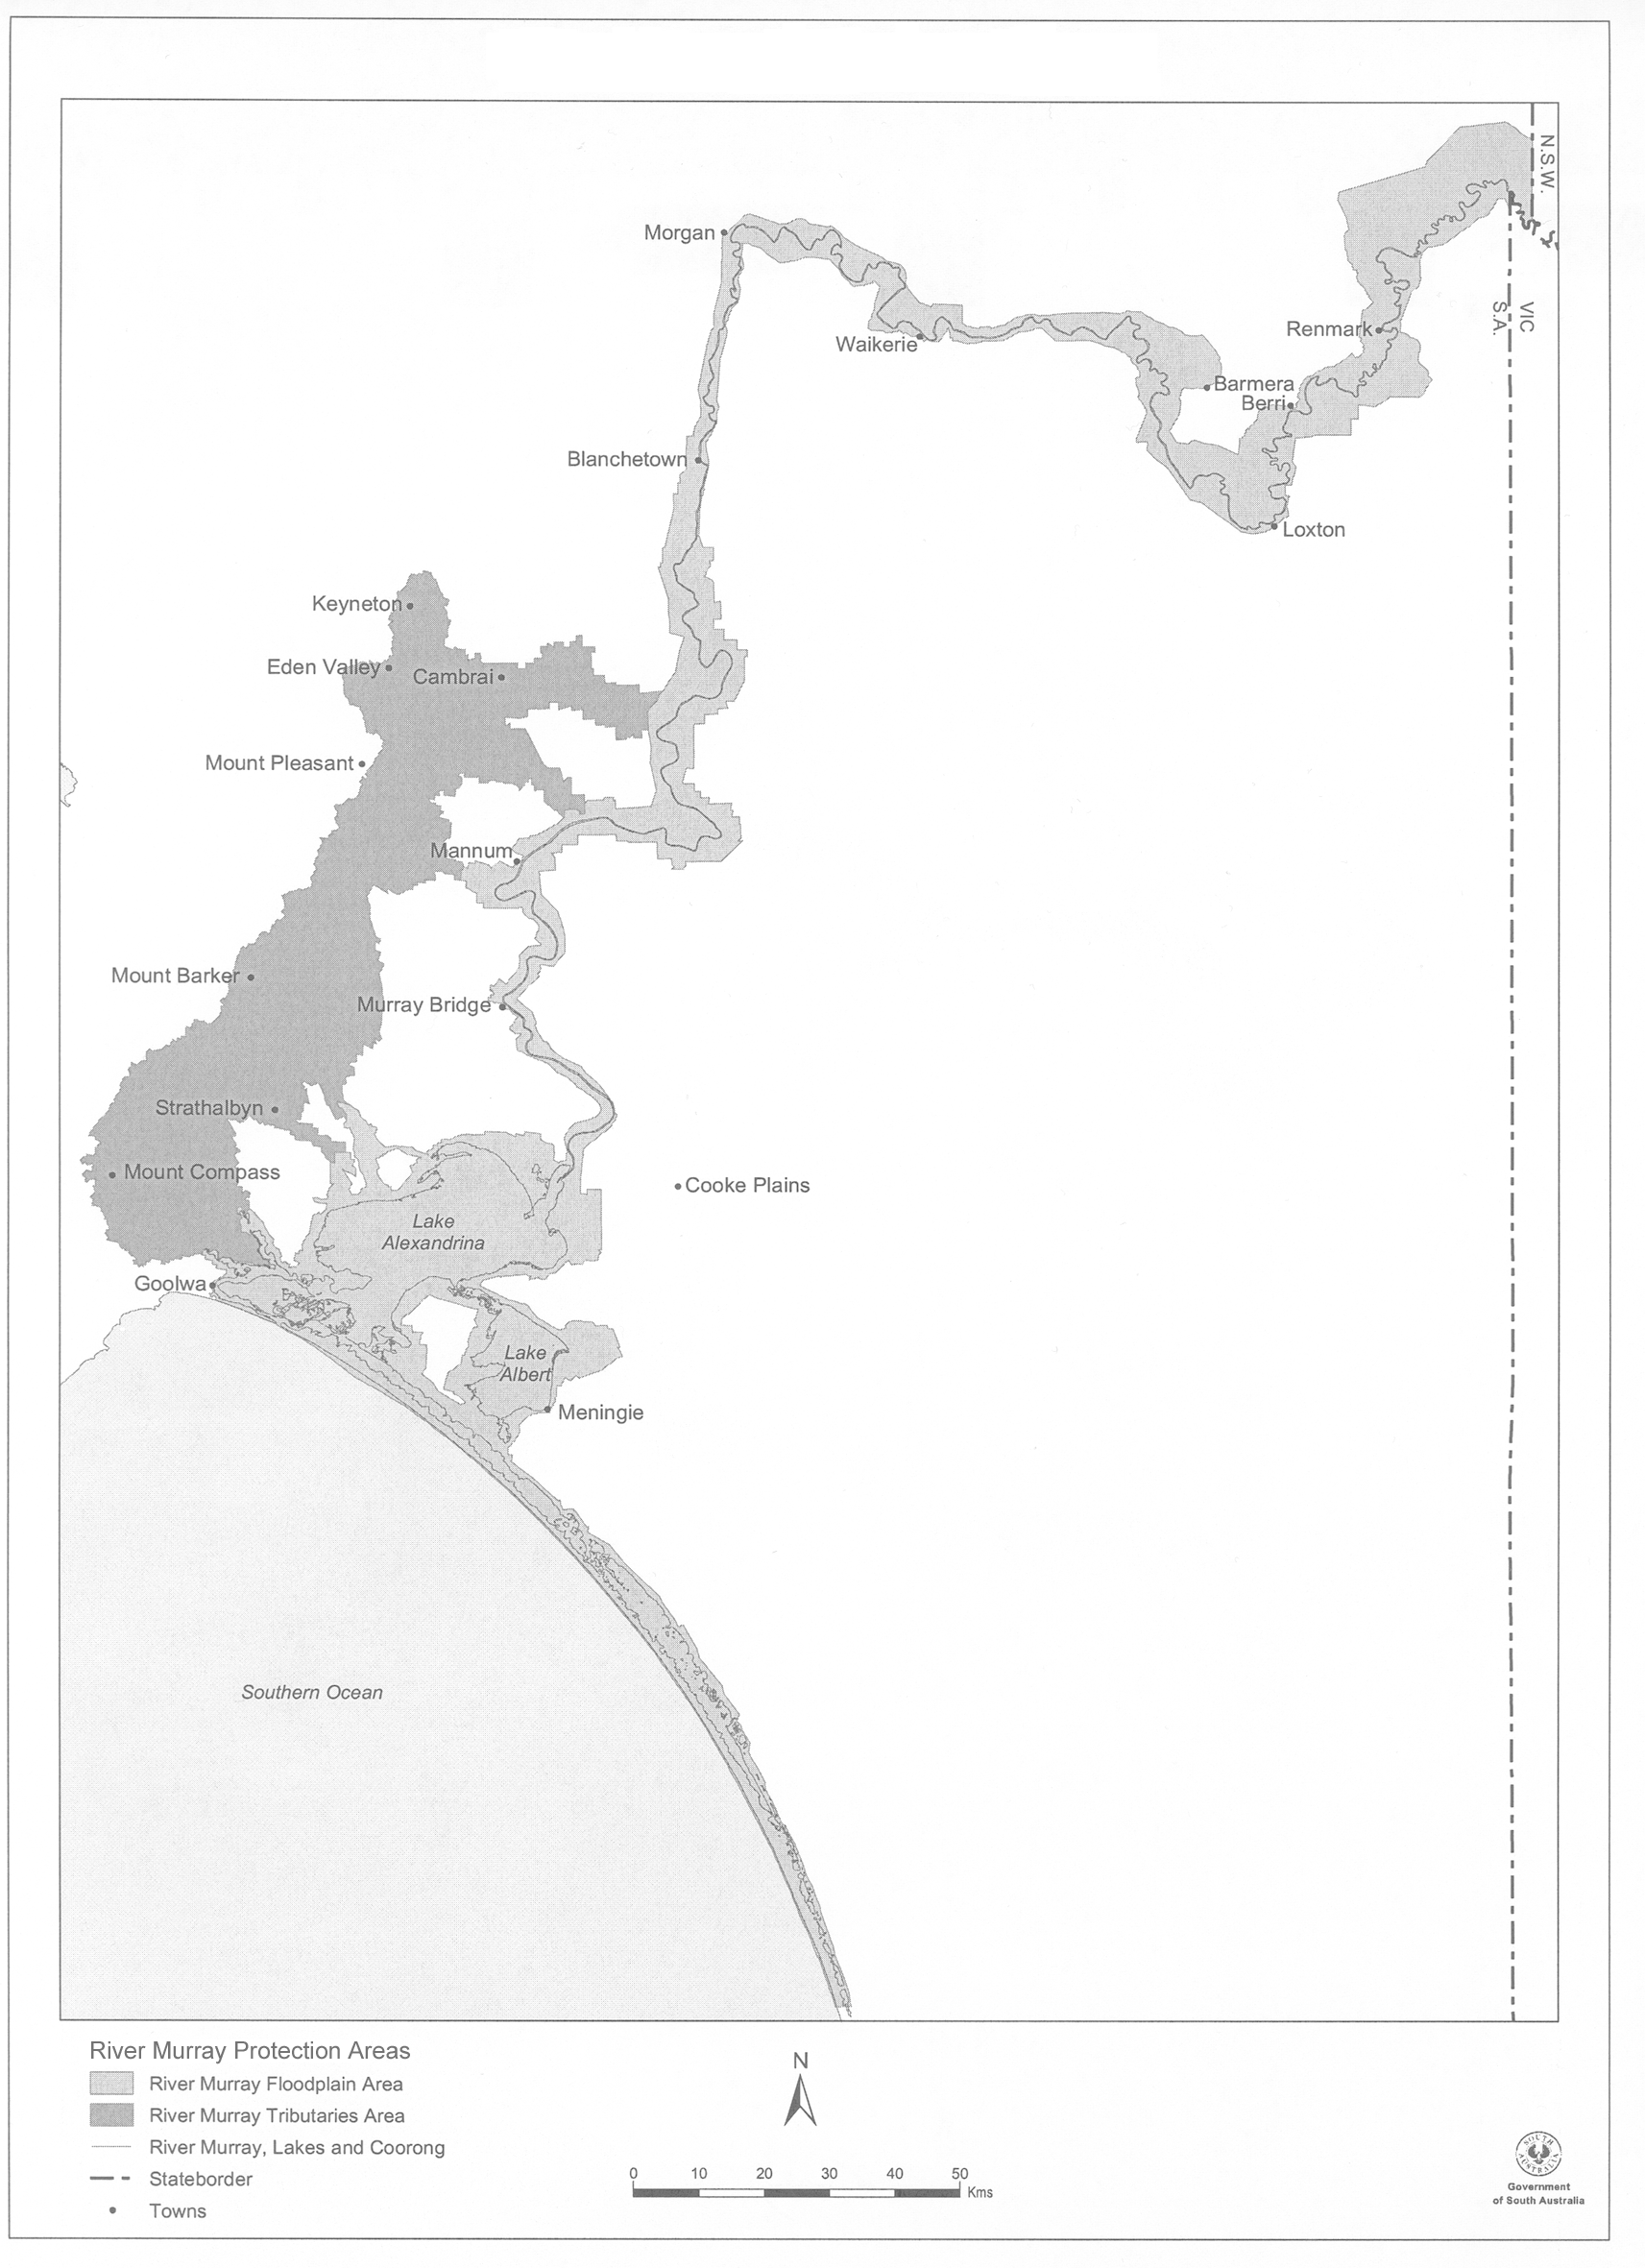 N.S.W.
Morgan
VIC
S.A.
Renmark
Waikerie
Barmera
Berri
Blanchetown
Loxton
Keyneton
Eden Valley
Cambrai
Mount Pleasant
Mannum
Mount Barker
Murray Bridge
Strathalbyn
Mount Compass
Cooke Plains
Lake
Alexandrina
Goolwa
Lake
Albert
Meningie
Southern Ocean
River Murray Protection Areas
River Murray Floodplain Area
River Murray Tributaries Area
River Murray, Lakes and Coorong
Stateborder
Towns
N
0 10 20 30 40 50
Kms
SOUTH
AUSTRALIA
Government
of South Australia